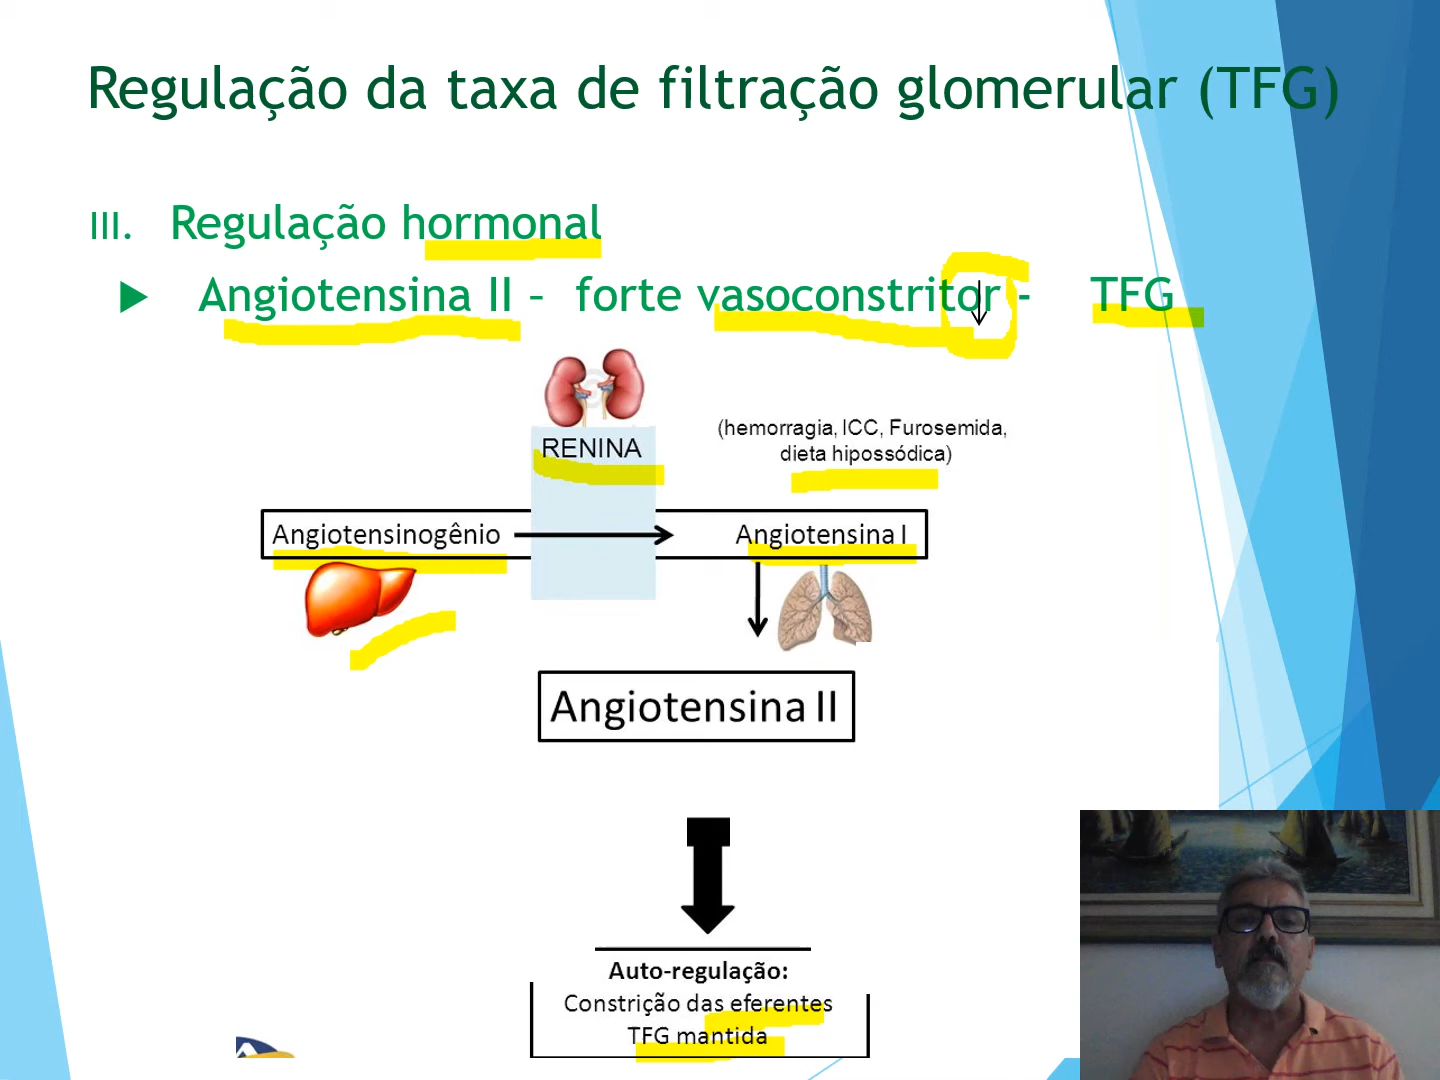 Regulação da taxa de filtração glomerular (TFG)
III. Regulação hormonal
Angiotensina II – forte vasoconstritor - TFG
RENINA
(hemorragia, ICC, Furosemida,
dieta hipossódica)
Angiotensinogênio
Angiotensina I
Angiotensina II
Auto-regulação:
Constrição das eferentes
TFG mantida